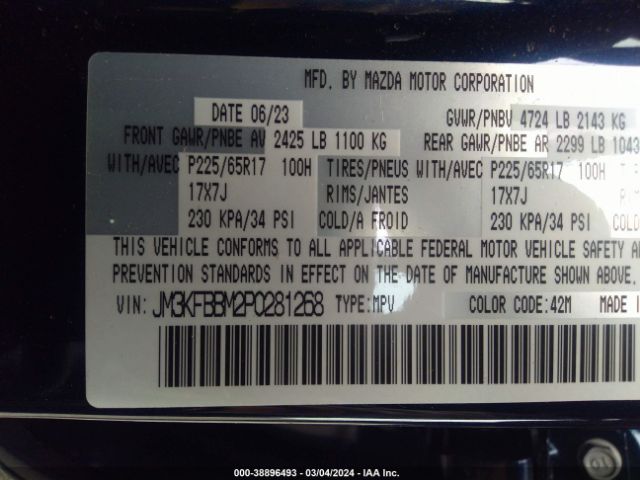 MFD. BY MAZDA MOTOR CORPORATION
DATE 06/23 GVWR/PNBV 4724 LB 2143 KG
FRONT GAWR/PNBE AV 2425 LB 1100 KG REAR GAWR/PNBE AR 2299 LB 1043
WITH/AVEC P225/65R17 100H TIRES/PNEUS WITH/AVEC P225/65R17 100H TIRES
17X7J RIMS/JANTES 17X7J RI
230 KPA/34 PSI COLD/A FROID 230 KPA/34 PSI COLD/
THIS VEHICLE CONFORMS TO ALL APPLICABLE FEDERAL MOTOR VEHICLE SAFETY AN
PREVENTION STANDARDS IN EFFECT ON THE DATE OF MANUFACTURE SHOWN ABOVE.
VIN: JM3KFBBM2P0281268 TYPE:MPV COLOR CODE:42M MADE I
000-38896493 - 03/04/2024 - IAA Inc.